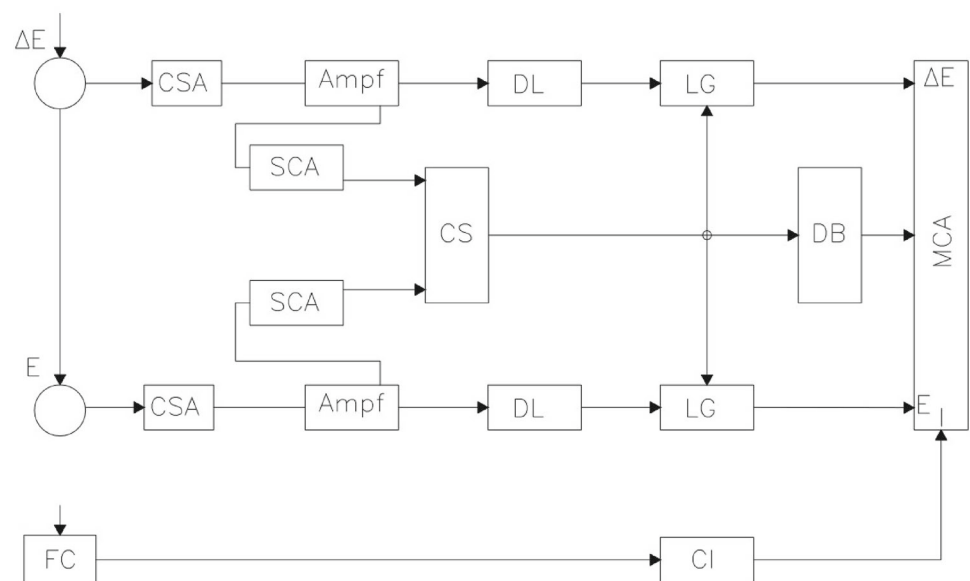 ΔE
CSA
Ampf
DL
LG
ΔE
SCA
CS
DB
MCA
SCA
E
CSA
Ampf
DL
LG
E
I
FC
CI